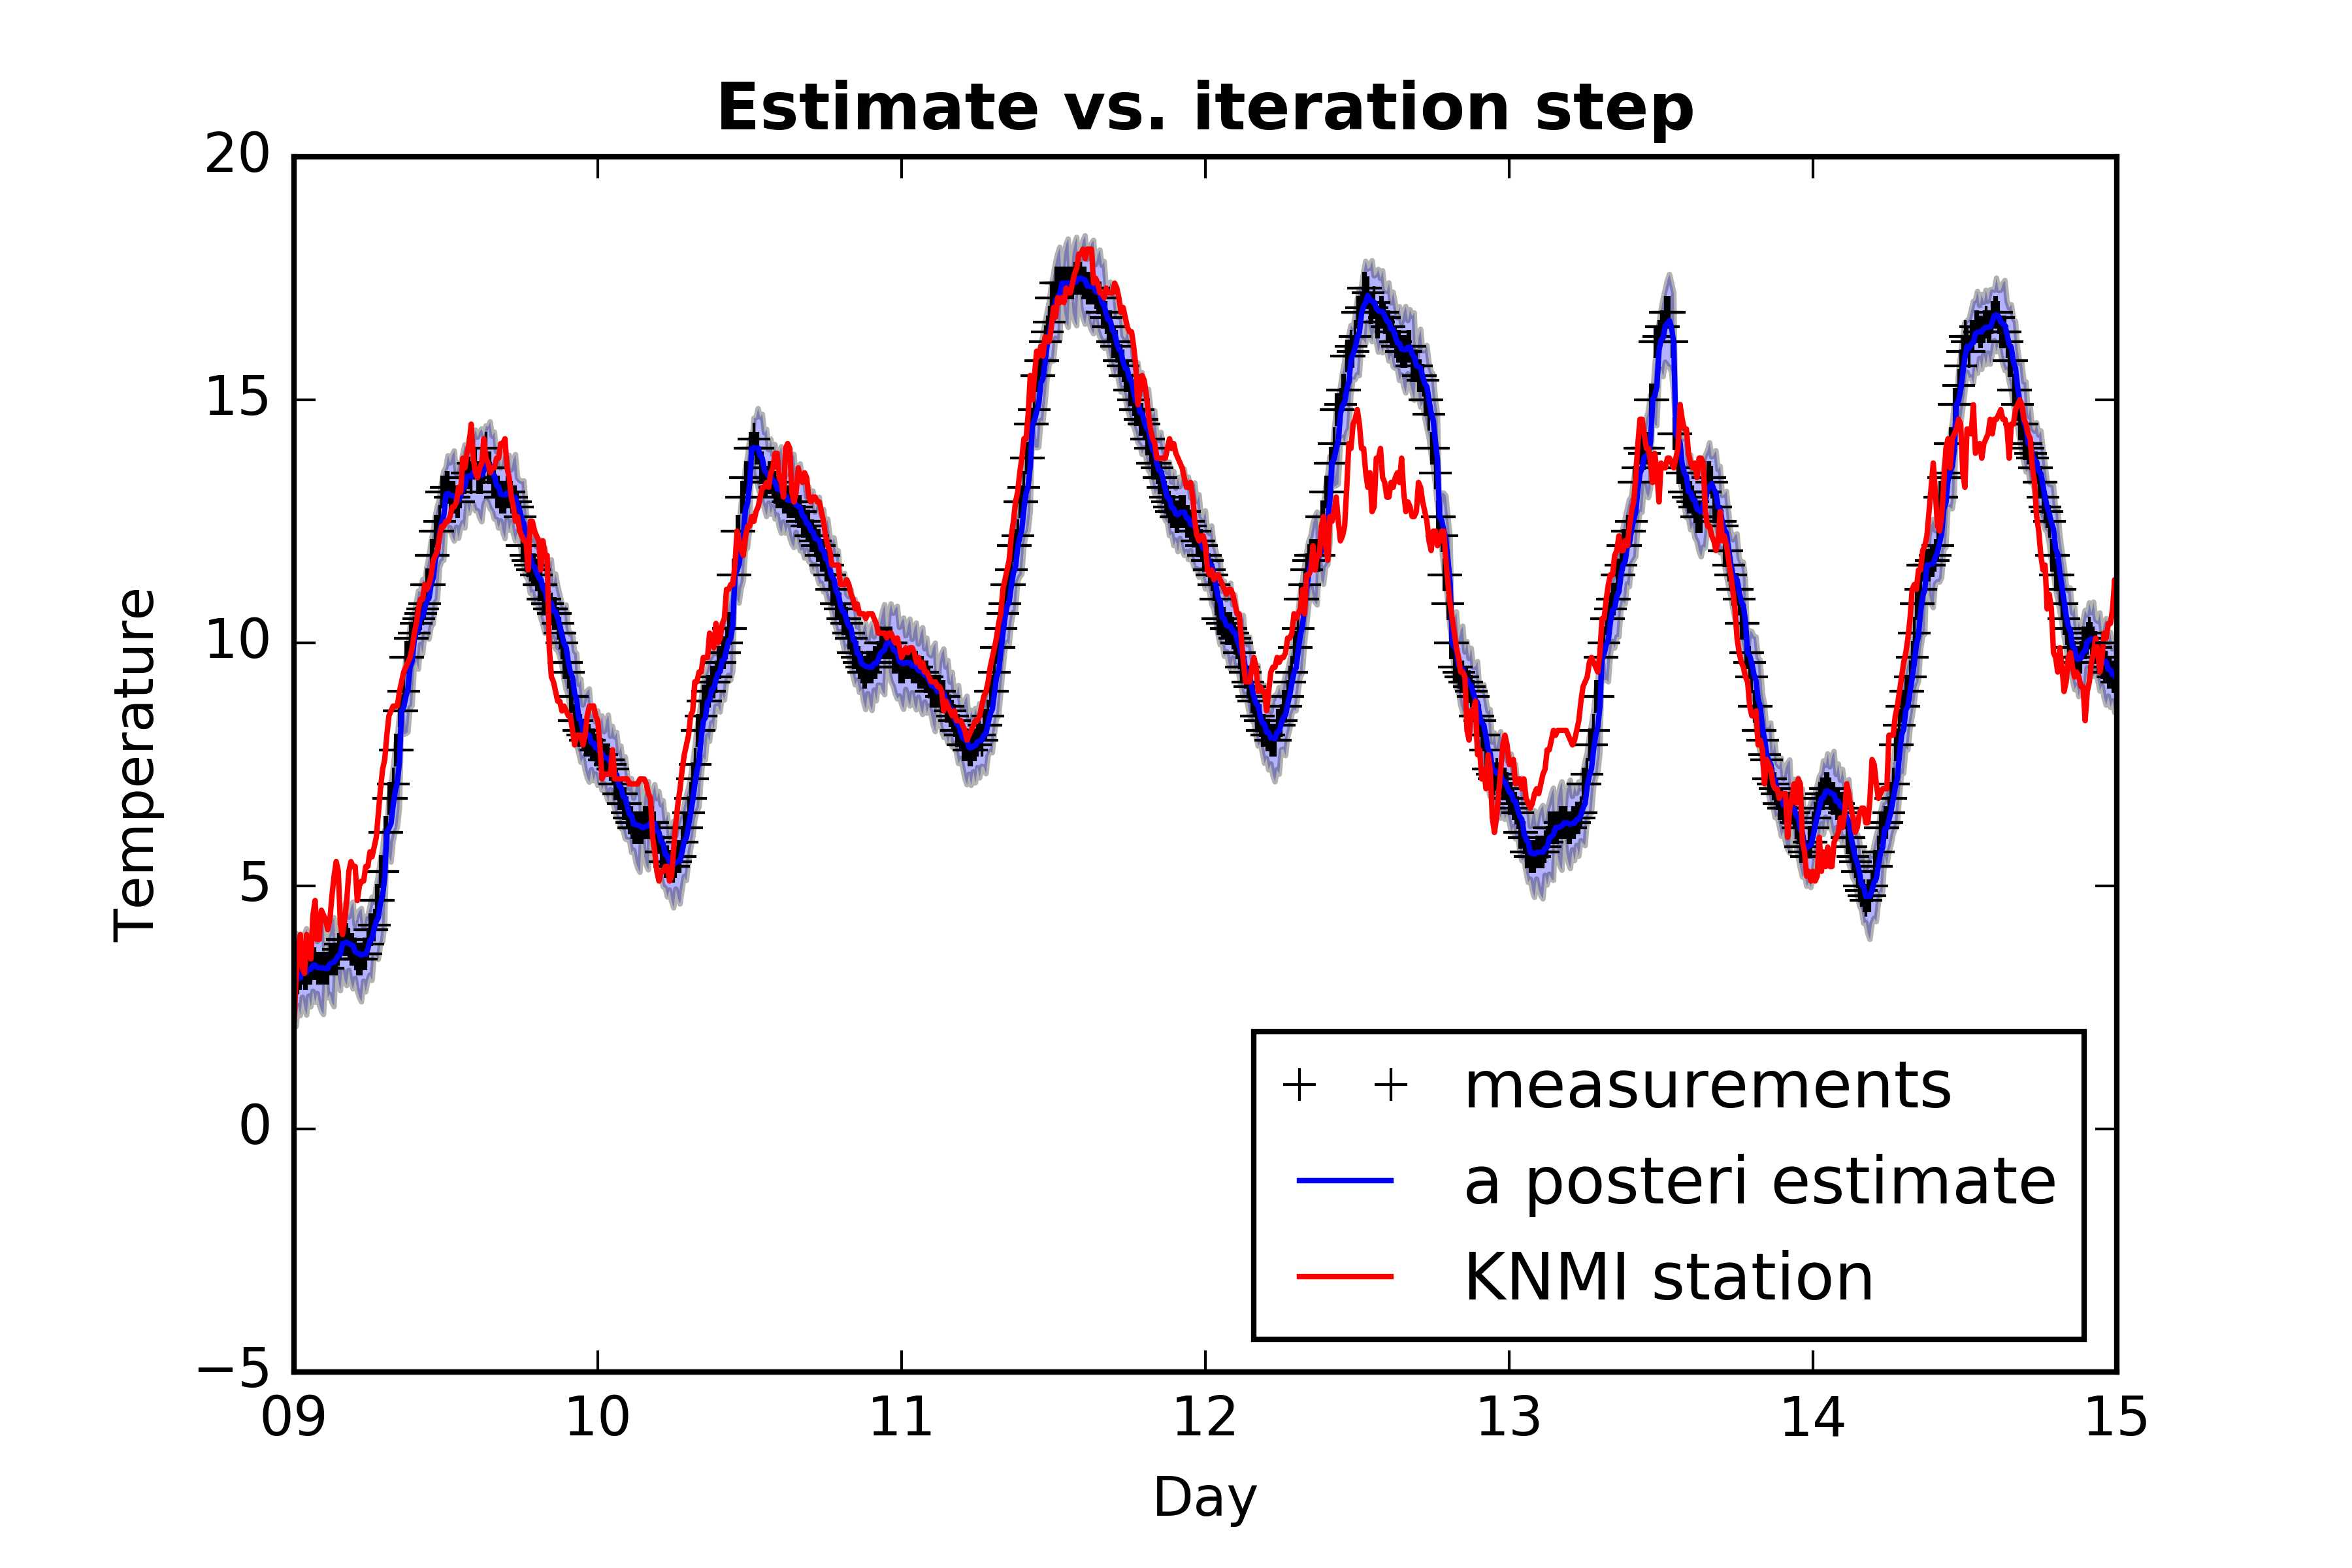 Estimate vs. iteration step
20
15
10
5
0
−5
Temperature
09 10 11 12 13 14 15
Day
measurements
a posteri estimate
KNMI station